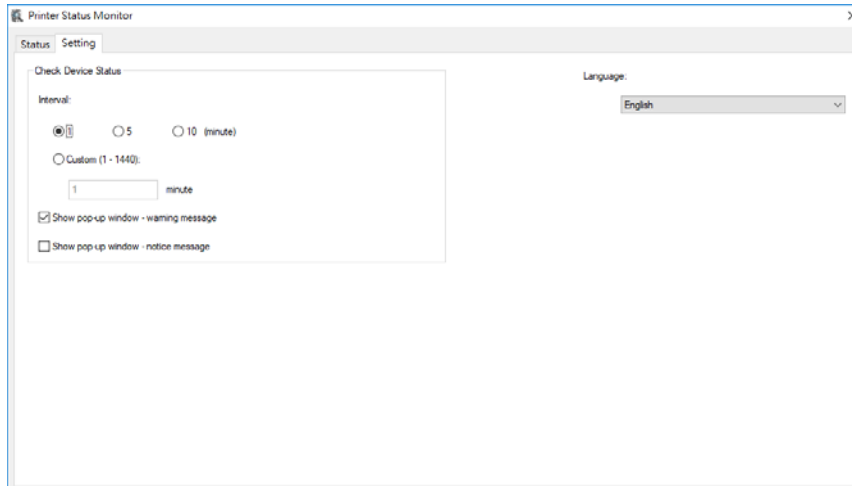 Printer Status Monitor
Status Setting
Check Device Status
Language:
Interval:
English
1 5 10 (minute)
Custom (1 - 1440):
1 minute
Show pop-up window - warning message
Show pop-up window - notice message